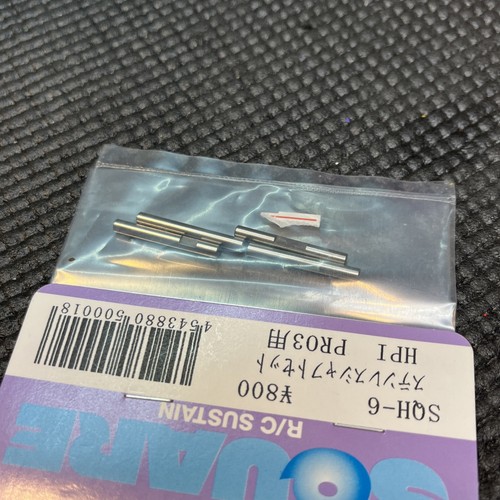 SQH-6 ¥800
ステンレスシャフトセット
HPI PRO3用
4543880500018
R/C SUSTAIN
SQUARE